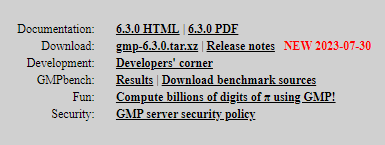 Documentation: 6.3.0 HTML | 6.3.0 PDF
Download: gmp-6.3.0.tar.xz | Release notes NEW 2023-07-30
Development: Developers' corner
GMPbench: Results | Download benchmark sources
Fun: Compute billions of digits of π using GMP!
Security: GMP server security policy